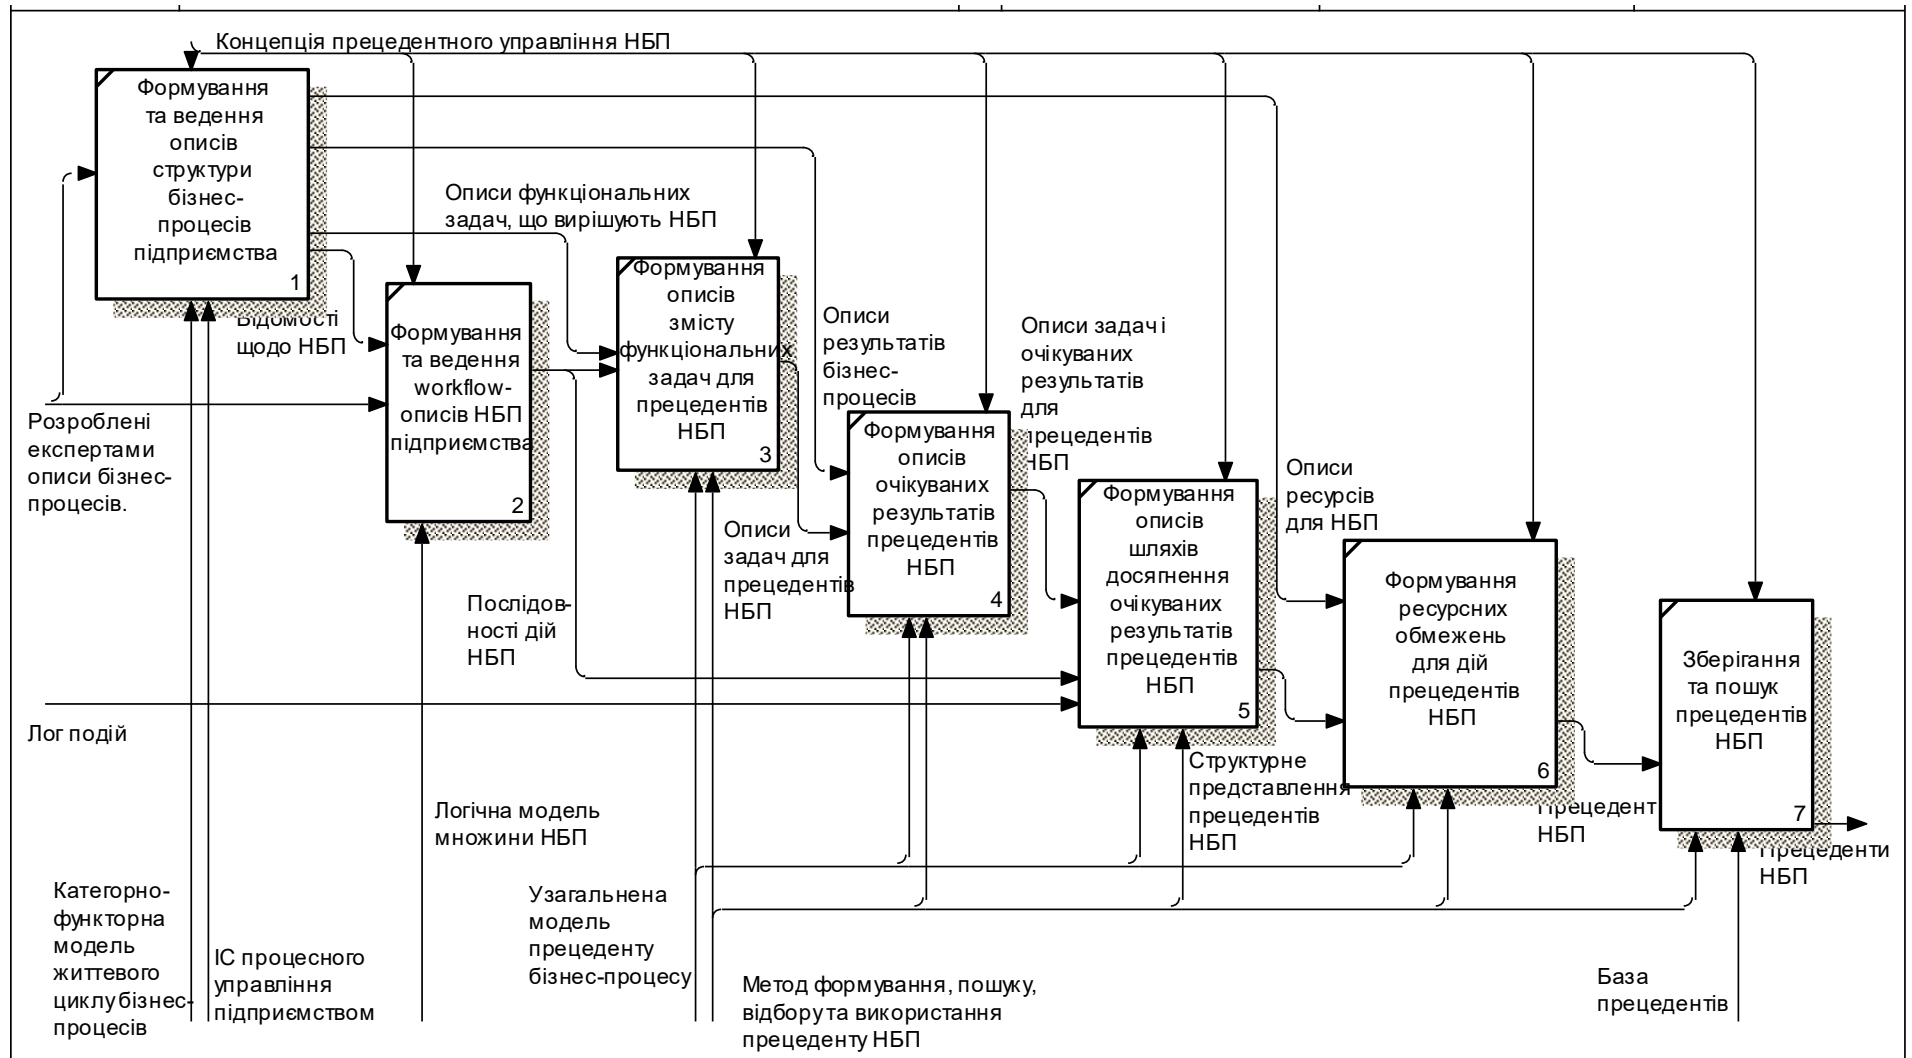 Концепція прецедентного управління НБП
Формування
та ведення
описів
структури
бізнес-
процесів
підприємства
1
Описи функціональних
задач, що вирішують НБП
Відомості
щодо НБП
Формування
та ведення
workflow-
описів НБП
підприємства
2
Розроблені
експертами
описи бізнес-
процесів.
Формування
описів
змісту
функціональних
задач для
прецедентів
НБП
3
Описи
результатів
бізнес-
процесів
Описи задач і
очікуваних
результатів
для
прецедентів
НБП
Формування
описів
очікуваних
результатів
прецедентів
НБП
4
Описи
задач для
прецедентів
НБП
Послідов-
ності дій
НБП
Формування
описів
шляхів
досягнення
очікуваних
результатів
прецедентів
НБП
5
Описи
ресурсів
для НБП
Формування
ресурсних
обмежень
для дій
прецедентів
НБП
6
Зберігання
та пошук
прецедентів
НБП
7
Лог подій
Структурне
представлення
прецедентів
НБП
Прецедент
НБП
Прецеденти
НБП
Логічна модель
множини НБП
Категорно-
функторна
модель
життевого
циклу бізнес-
процесів
ІС процесного
управління
підприємством
Узагальнена
модель
прецеденту
бізнес-процесу
Метод формування, пошуку,
відбору та використання
прецеденту НБП
База
прецедентів